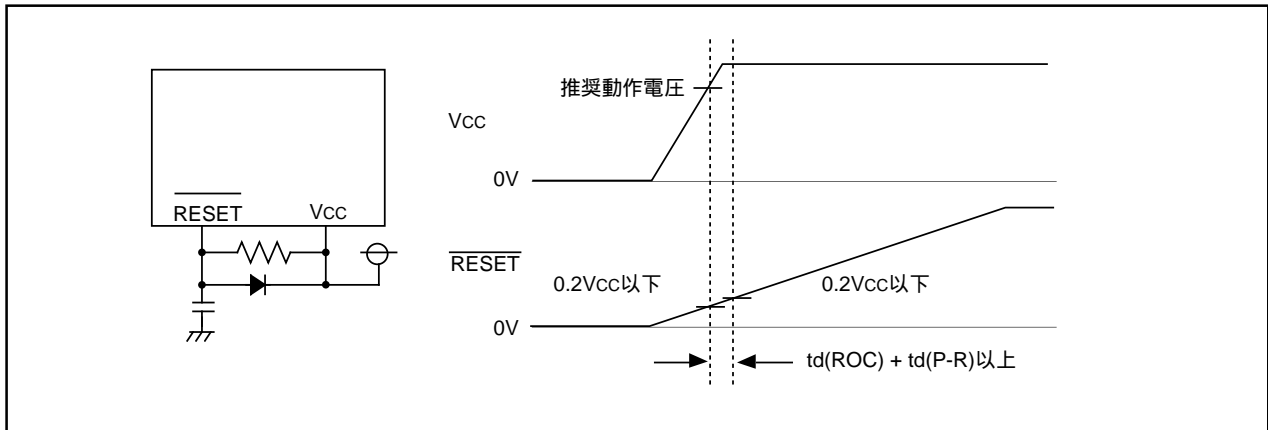 推奨動作電圧
VCC
0V
RESET VCC
RESET
0.2VCC以下 0.2VCC以下
0V
td(ROC) + td(P-R)以上